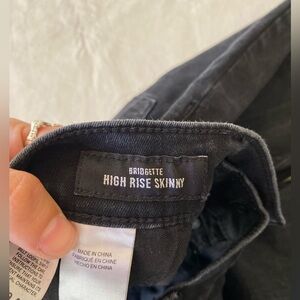 BRIDGETTE
HIGH RISE SKINNY
MADE IN CHINA
FABRIQUÉ EN CHINE
HECHO EN CHINA